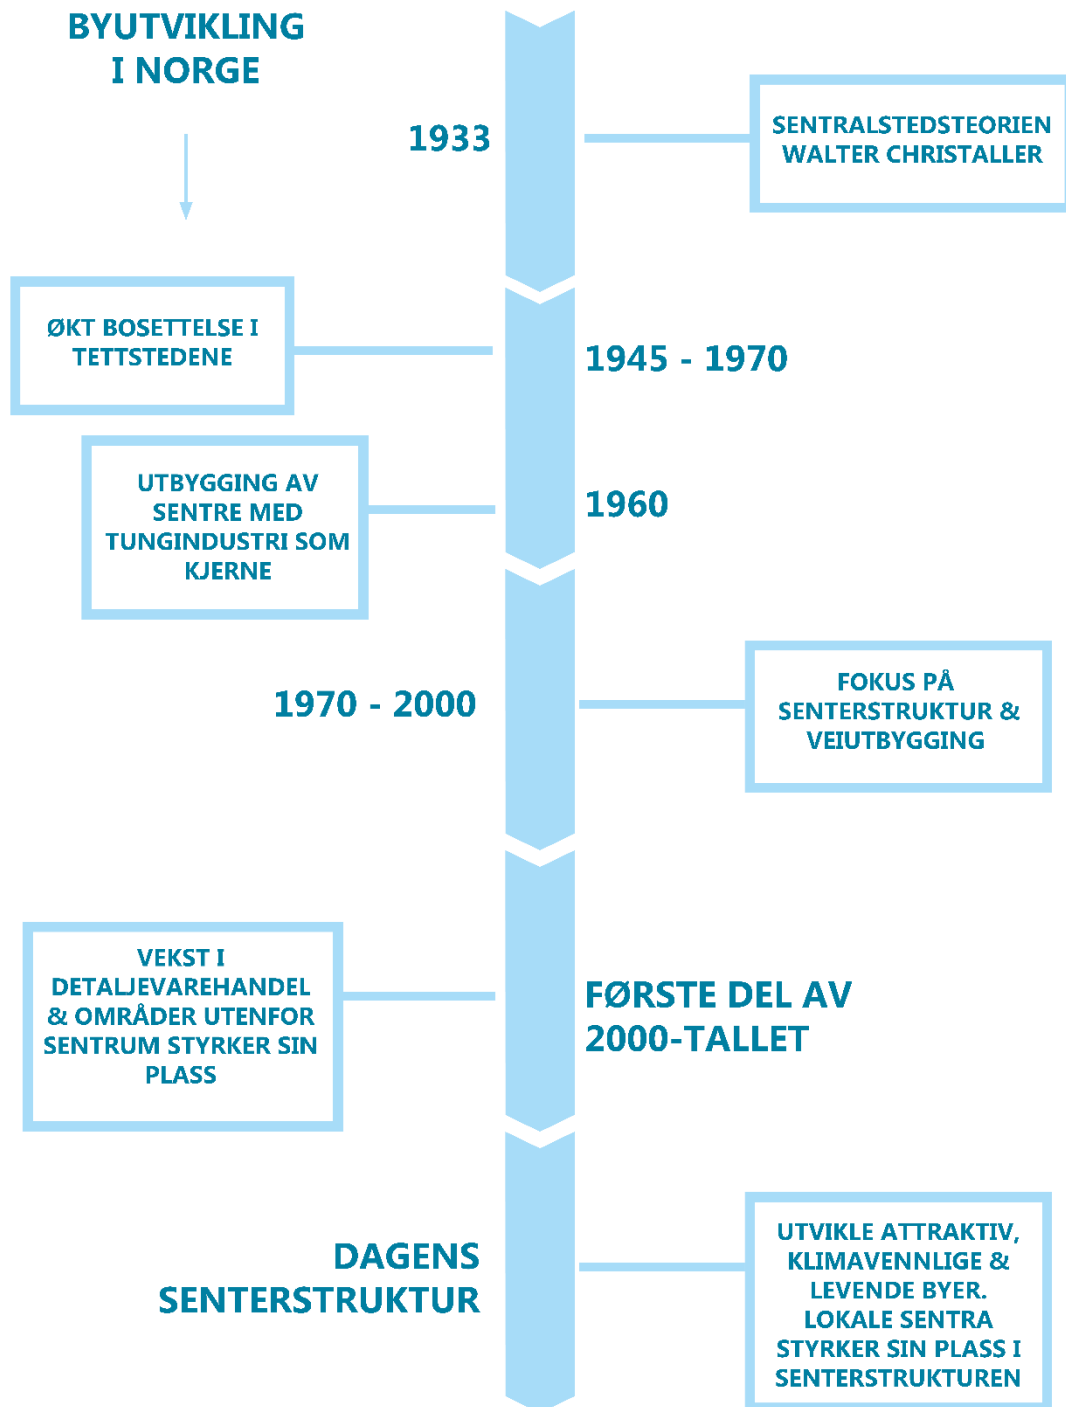 BYUTVIKLING
I NORGE
1933
SENTRALSTEDSTEORIEN
WALTER CHRISTALLER
ØKT BOSETTELSE I
TETTSTEDENE
1945 - 1970
UTBYGGING AV
SENTRE MED
TUNGINDUSTRI SOM
KJERNE
1960
1970 - 2000
FOKUS PÅ
SENTERSTRUKTUR &
VEIUTBYGGING
VEKST I
DETALJEVAREHANDEL
& OMRÅDER UTENFOR
SENTRUM STYRKER SIN
PLASS
FØRSTE DEL AV
2000-TALLET
DAGENS
SENTERSTRUKTUR
UTVIKLE ATTRAKTIV,
KLIMAVENNLIGE &
LEVENDE BYER.
LOKALE SENTRA
STYRKER SIN PLASS I
SENTERSTRUKTUREN